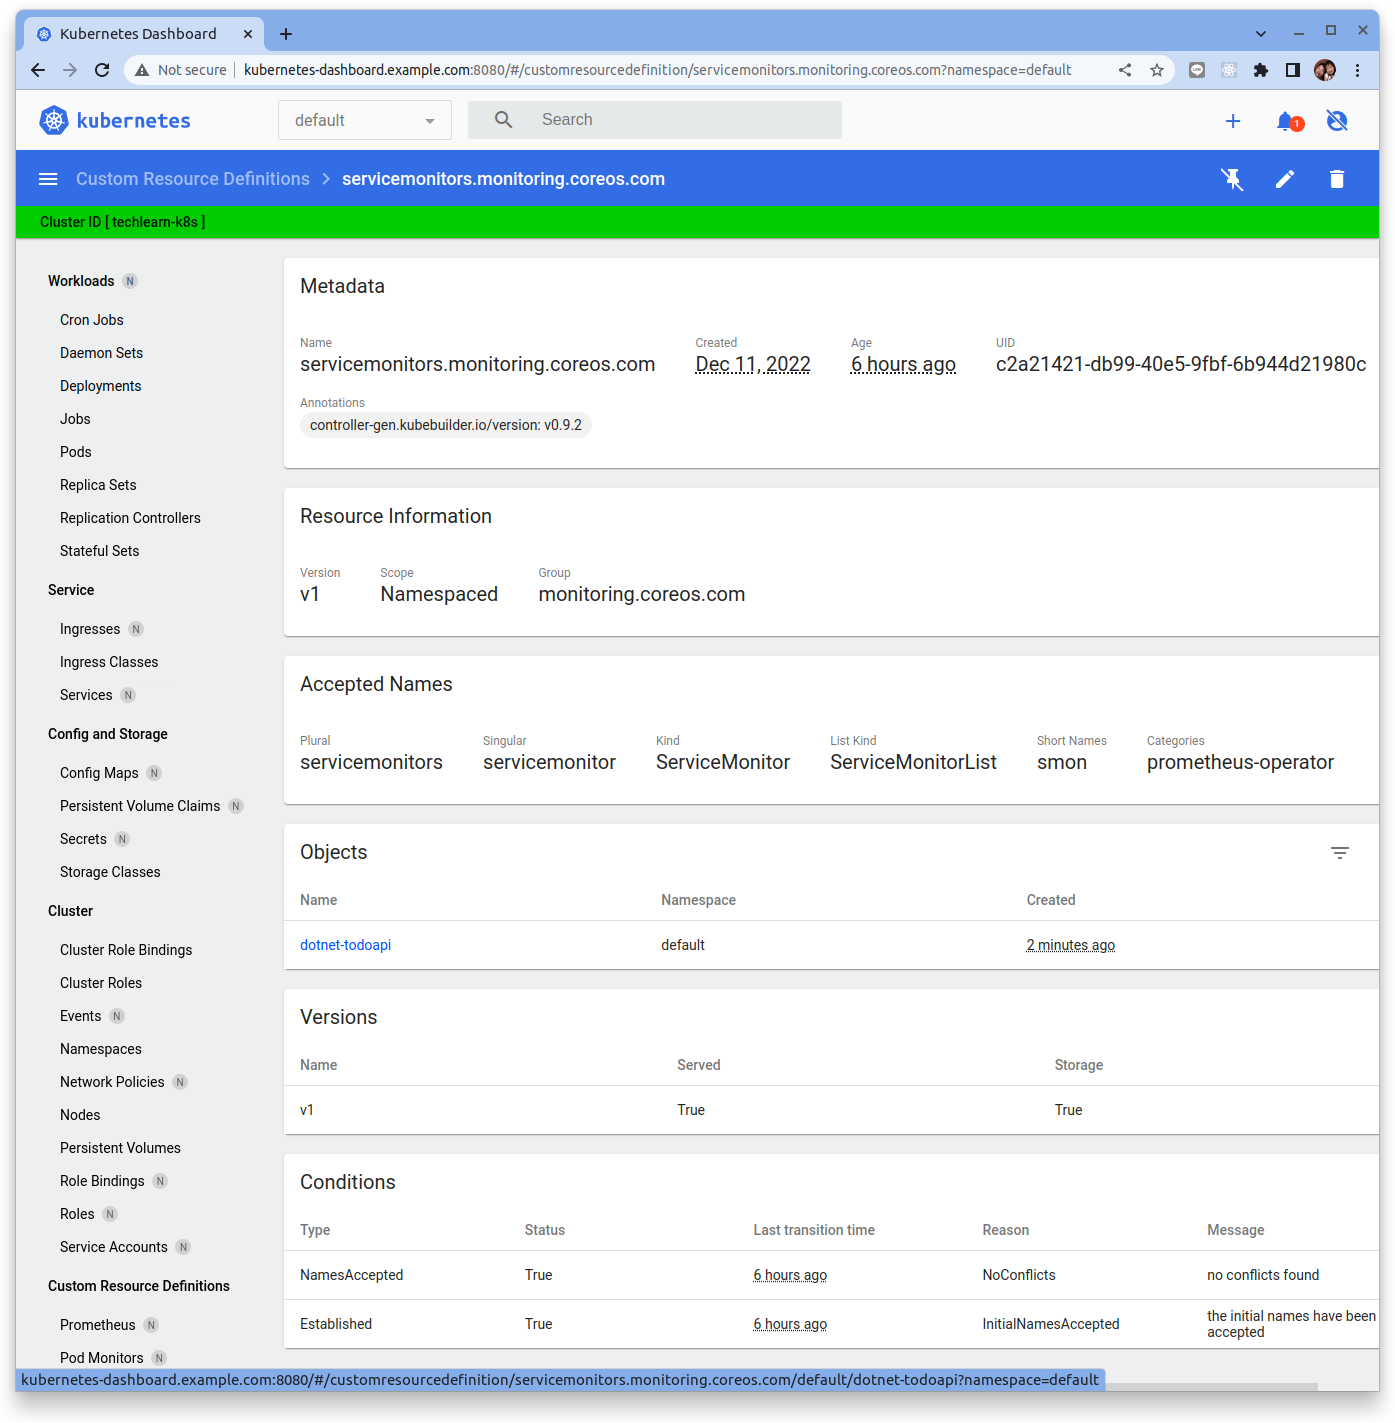 Kubernetes Dashboard
Not secure
kubernetes-dashboard.example.com:8080/#/customresourcedefinition/servicemonitors.monitoring.coreos.com?namespace=default
kubernetes
default
Search
1
Custom Resource Definitions > servicemonitors.monitoring.coreos.com
Cluster ID [ techlearn-k8s ]
Workloads N
Cron Jobs
Daemon Sets
Deployments
Jobs
Pods
Replica Sets
Replication Controllers
Stateful Sets
Service
Ingresses N
Ingress Classes
Services N
Config and Storage
Config Maps N
Persistent Volume Claims N
Secrets N
Storage Classes
Cluster
Cluster Role Bindings
Cluster Roles
Events N
Namespaces
Network Policies N
Nodes
Persistent Volumes
Role Bindings N
Roles N
Service Accounts N
Custom Resource Definitions
Prometheus N
Pod Monitors N
Metadata
Name Created Age UID
servicemonitors.monitoring.coreos.com Dec 11, 2022 6 hours ago c2a21421-db99-40e5-9fbf-6b944d21980c
Annotations
controller-gen.kubebuilder.io/version: v0.9.2
Resource Information
Version Scope Group
v1 Namespaced monitoring.coreos.com
Accepted Names
Plural Singular Kind List Kind Short Names Categories
servicemonitors servicemonitor ServiceMonitor ServiceMonitorList smon prometheus-operator
Objects
Name Namespace Created
dotnet-todoapi default 2 minutes ago
Versions
Name Served Storage
v1 True True
Conditions
Type Status Last transition time Reason Message
NamesAccepted True 6 hours ago NoConflicts no conflicts found
Established True 6 hours ago InitialNamesAccepted the initial names have been
accepted
kubernetes-dashboard.example.com:8080/#/customresourcedefinition/servicemonitors.monitoring.coreos.com/default/dotnet-todoapi?namespace=default